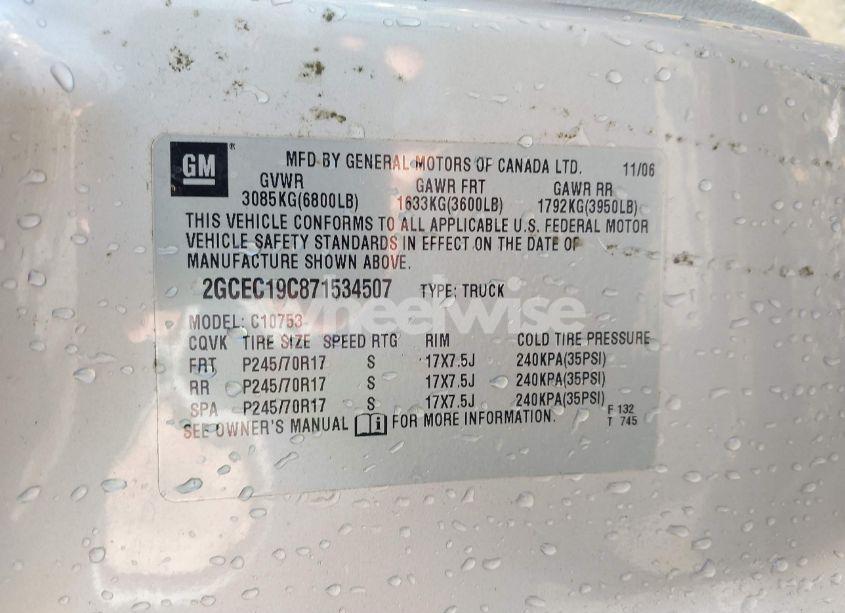 GM ® MFD BY GENERAL MOTORS OF CANADA LTD. 11/06
GVWR GAWR FRT GAWR RR
3085KG(6800LB) 1633KG(3600LB) 1792KG(3950LB)
THIS VEHICLE CONFORMS TO ALL APPLICABLE U.S. FEDERAL MOTOR
VEHICLE SAFETY STANDARDS IN EFFECT ON THE DATE OF
MANUFACTURE SHOWN ABOVE.
2GCEC19C871534507 TYPE: TRUCK
wheelwise
MODEL: C10753
CQVK TIRE SIZE SPEED RTG RIM COLD TIRE PRESSURE
FRT P245/70R17 S 17X7.5J 240KPA(35PSI)
RR P245/70R17 S 17X7.5J 240KPA(35PSI)
SPA P245/70R17 S 17X7.5J 240KPA(35PSI)
SEE OWNER'S MANUAL i FOR MORE INFORMATION. F 132
T 745